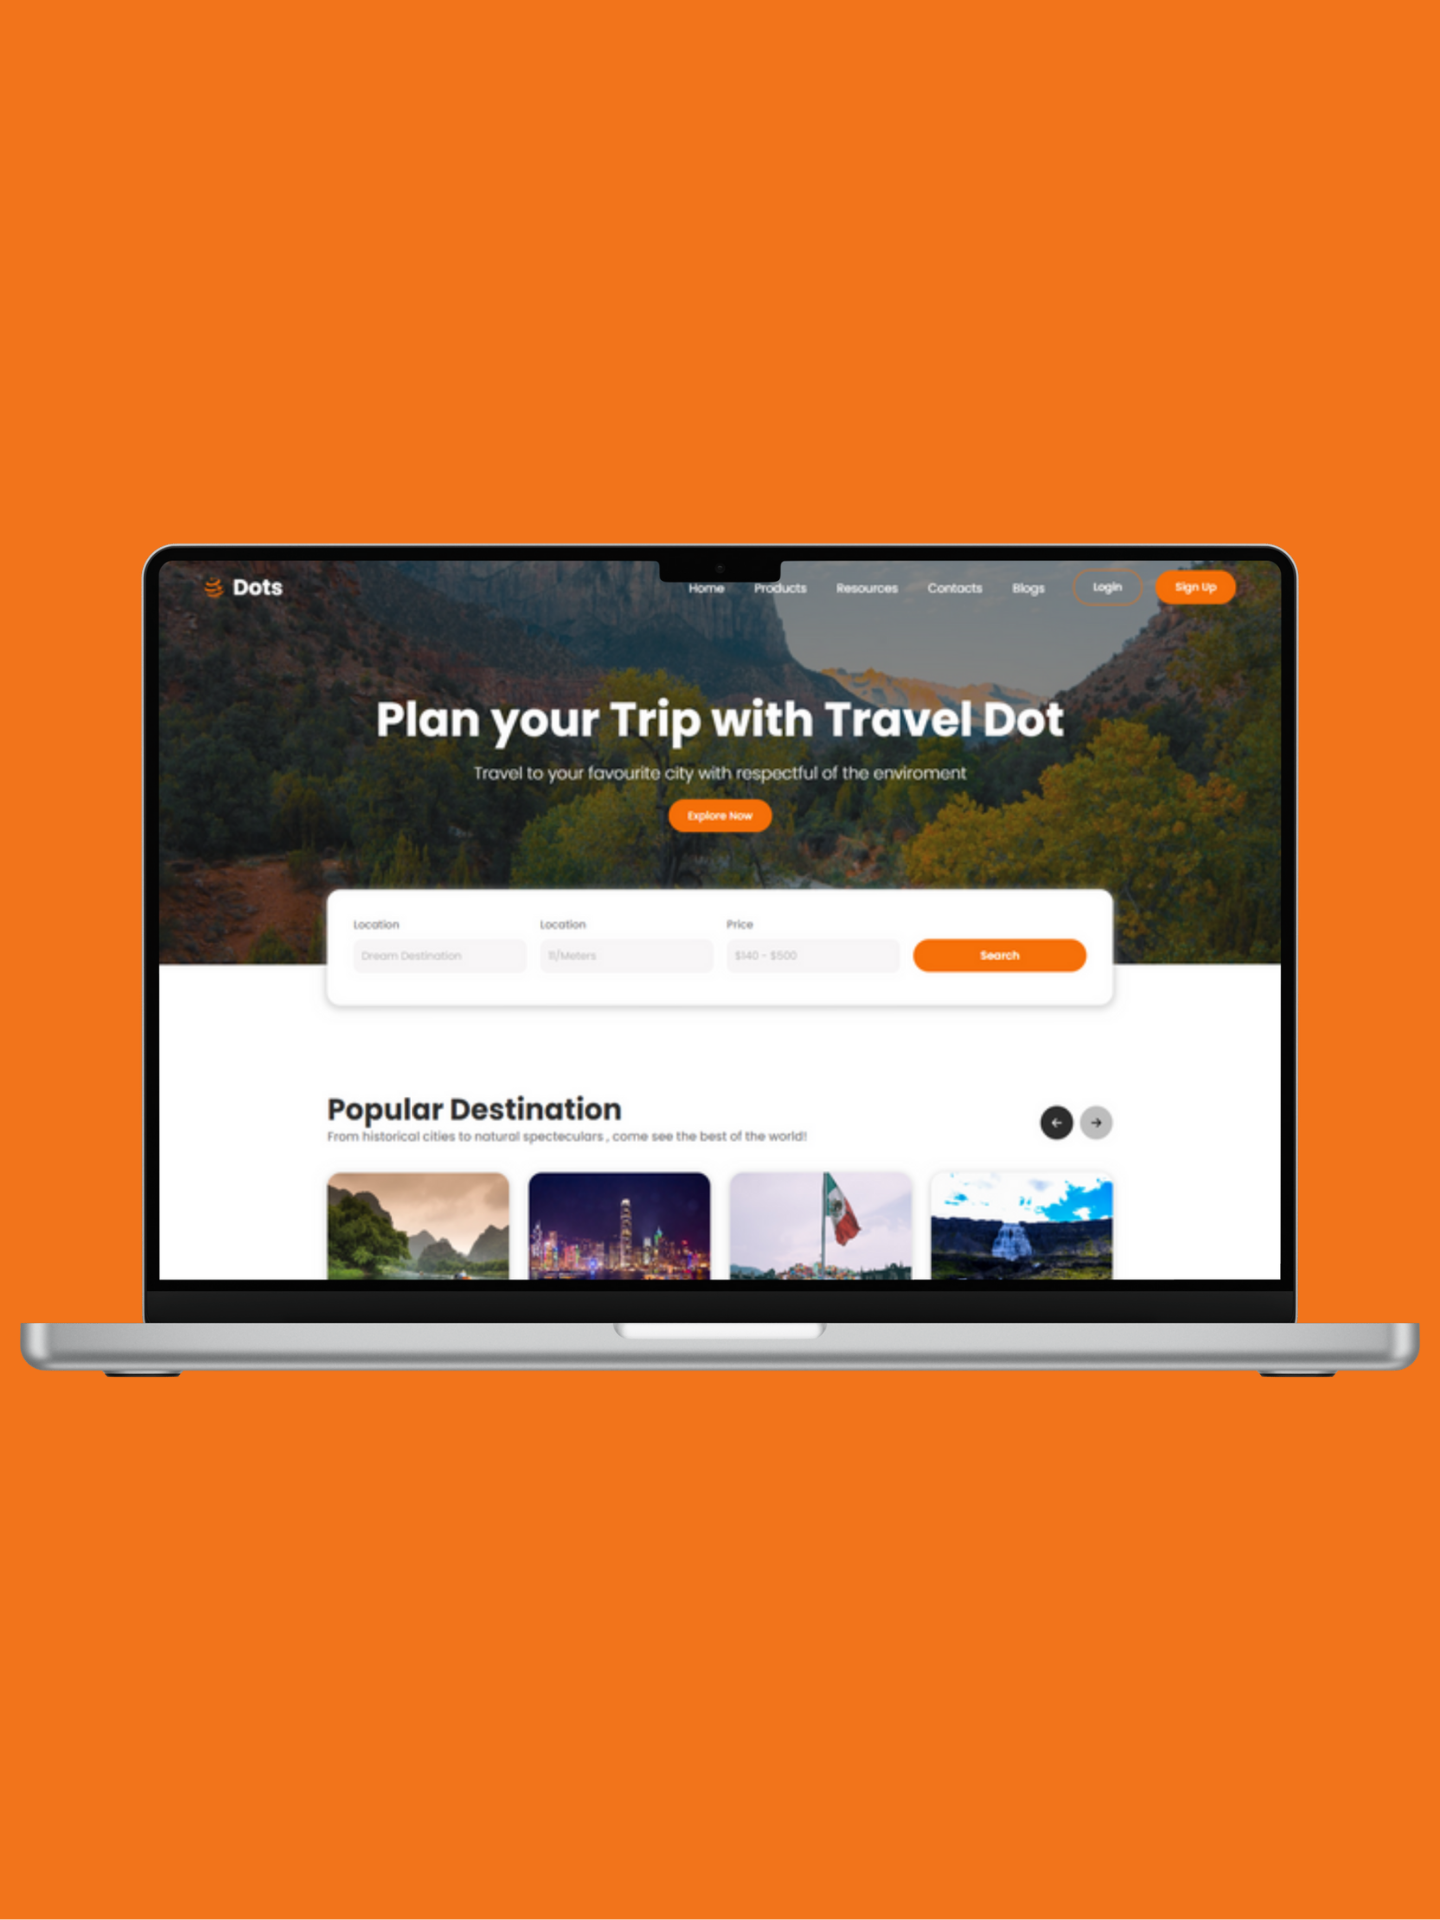 Dots
Home Products Resources Contacts Blogs Login Sign Up
Plan your Trip with Travel Dot
Travel to your favourite city with respectful of the enviroment
Explore Now
Location Location Price
Dream Destination 11/Meters $140 - $500 Search
Popular Destination
From historical cities to natural specteculars , come see the best of the world!